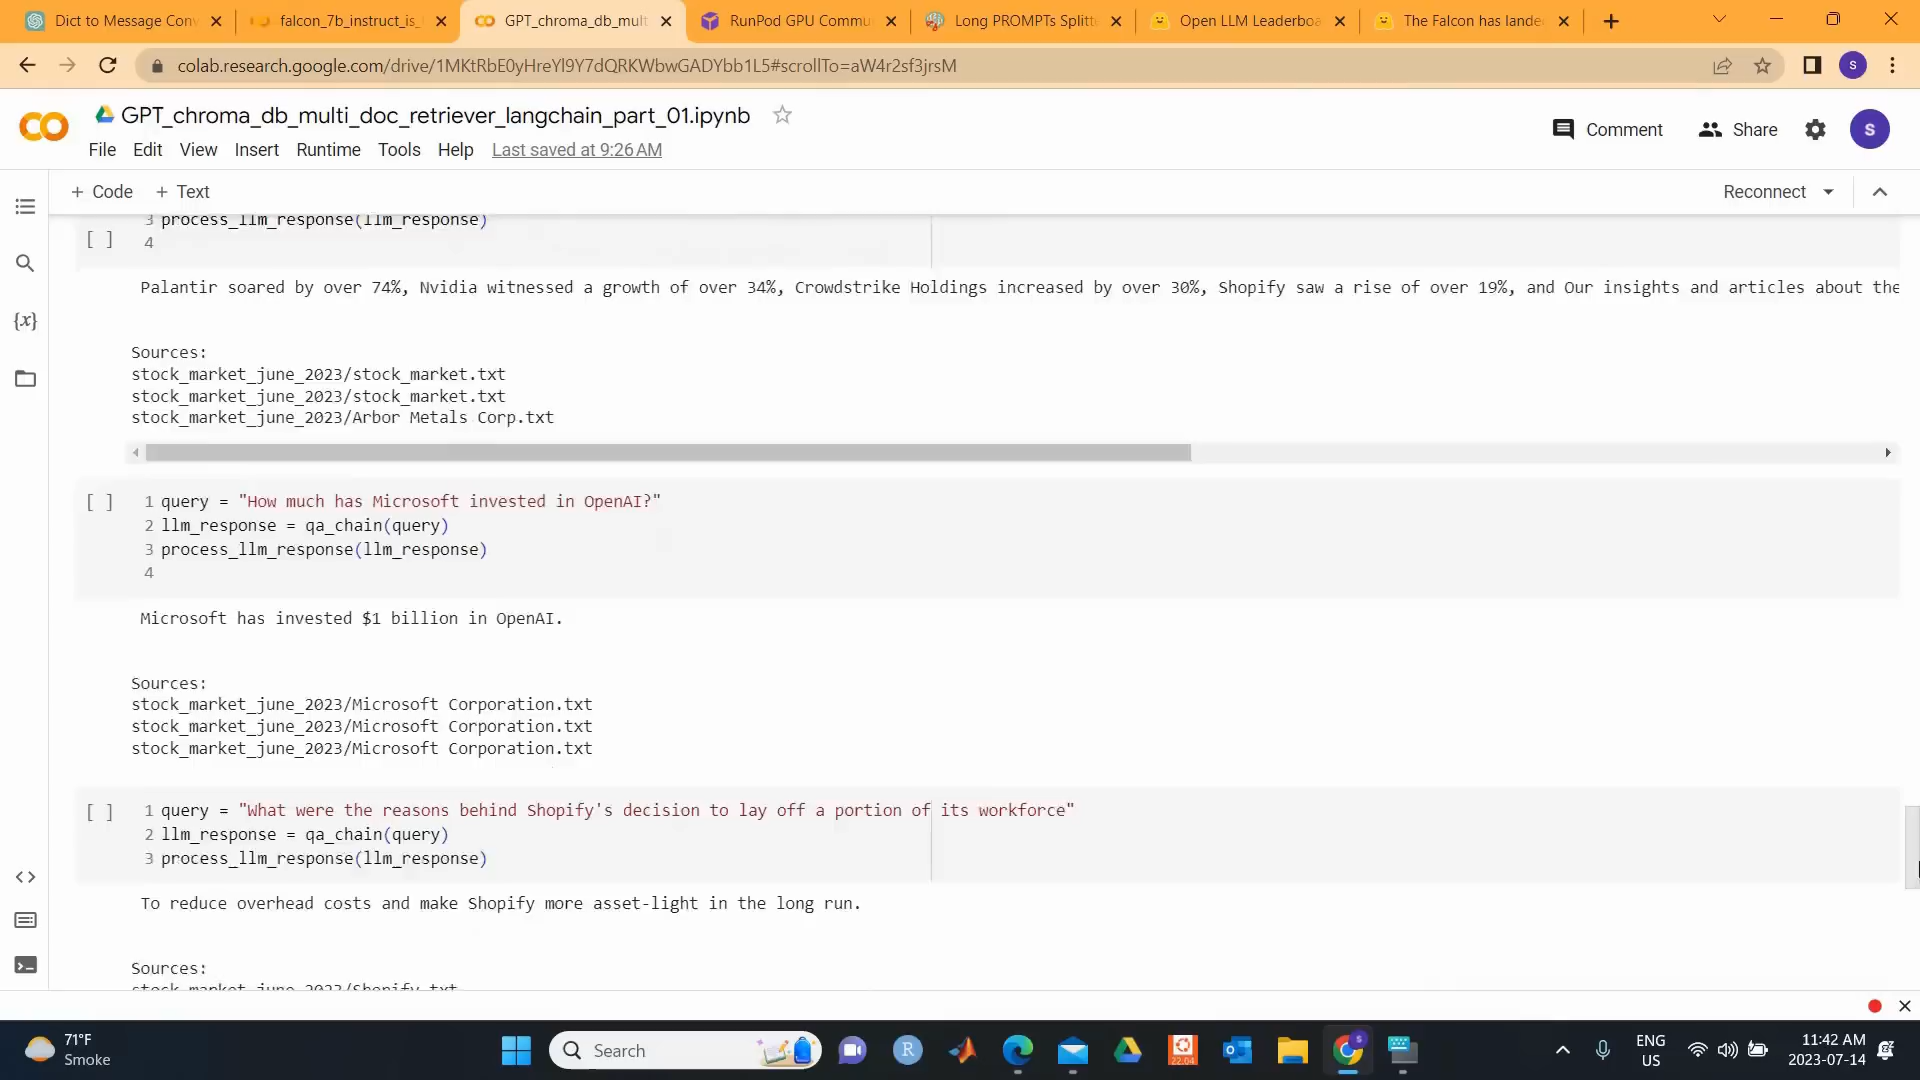 Dict to Message Conv
falcon_7b_instruct_is_
GPT_chroma_db_mult
RunPod GPU Commu
Long PROMPTs Splitt
Open LLM Leaderboa
The Falcon has lande
colab.research.google.com/drive/1MKtRbE0yHreYl9Y7dQRKWbwGADYbb1L5#scrollTo=aW4r2sf3jrsM
S
GPT_chroma_db_multi_doc_retriever_langchain_part_01.ipynb
Comment
Share
S
File Edit View Insert Runtime Tools Help Last saved at 9:26 AM
+ Code + Text
Reconnect
3 process_llm_response(llm_response)
[ ] 4
Palantir soared by over 74%, Nvidia witnessed a growth of over 34%, Crowdstrike Holdings increased by over 30%, Shopify saw a rise of over 19%, and Our insights and articles about the
{x}
Sources:
stock_market_june_2023/stock_market.txt
stock_market_june_2023/stock_market.txt
stock_market_june_2023/Arbor Metals Corp.txt
[ ] 1 query = "How much has Microsoft invested in OpenAI?"
2 llm_response = qa_chain(query)
3 process_llm_response(llm_response)
4
Microsoft has invested $1 billion in OpenAI.
Sources:
stock_market_june_2023/Microsoft Corporation.txt
stock_market_june_2023/Microsoft Corporation.txt
stock_market_june_2023/Microsoft Corporation.txt
[ ] 1 query = "What were the reasons behind Shopify's decision to lay off a portion of its workforce"
2 llm_response = qa_chain(query)
3 process_llm_response(llm_response)
To reduce overhead costs and make Shopify more asset-light in the long run.
Sources:
stock_market_june_2023/Shopify.txt
71°F
Smoke
Search
R
22.04
ENG
US
11:42 AM
2023-07-14